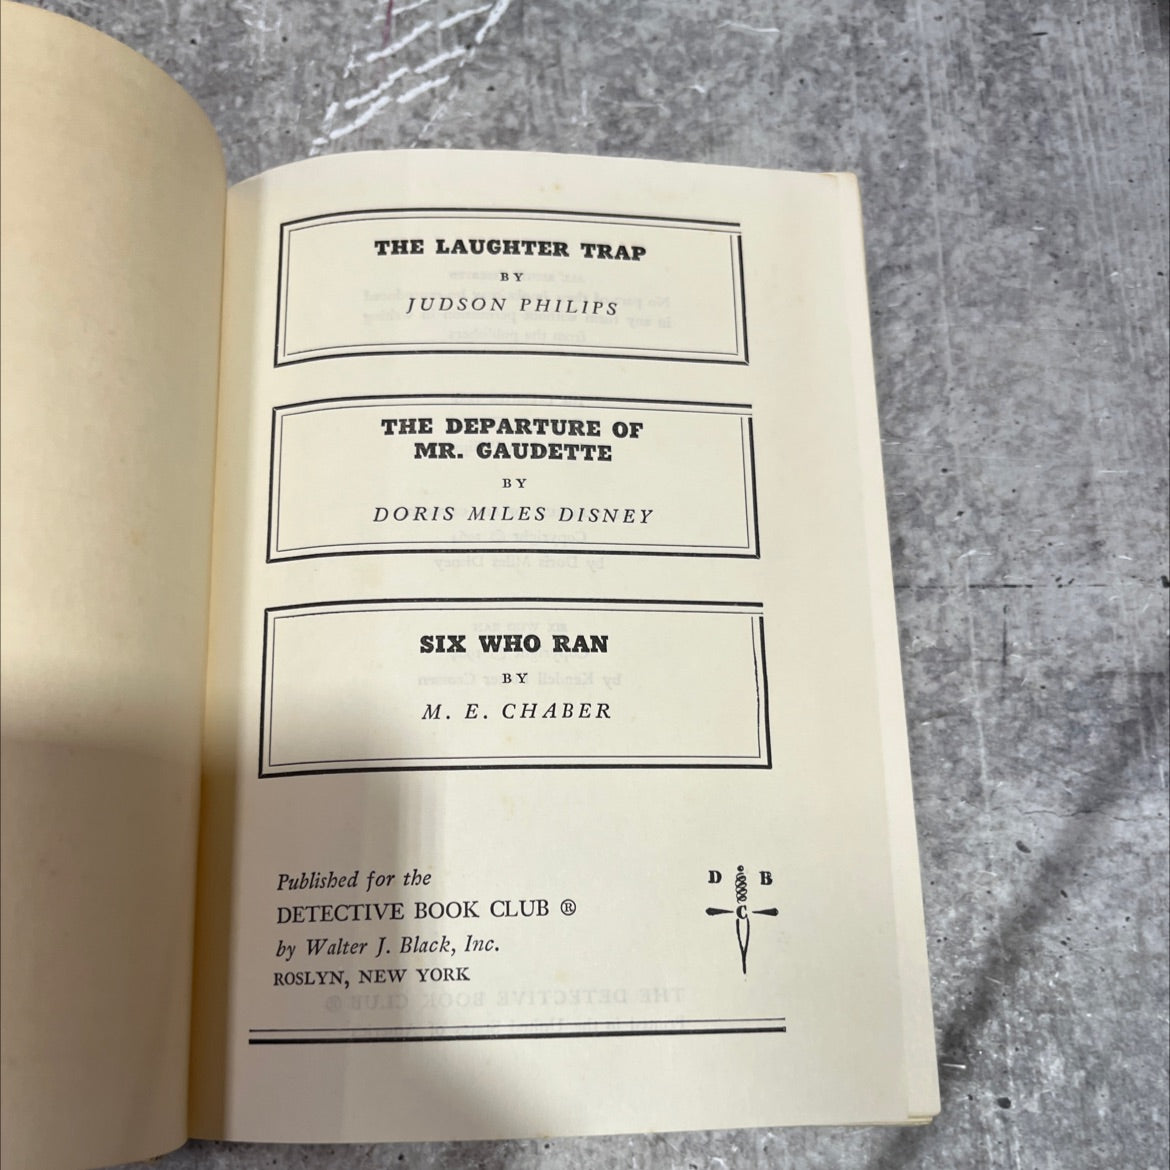 THE LAUGHTER TRAP
BY
JUDSON PHILIPS
THE DEPARTURE OF
MR. GAUDETTE
BY
DORIS MILES DISNEY
SIX WHO RAN
BY
M. E. CHABER
Published for the
DETECTIVE BOOK CLUB ®
by Walter J. Black, Inc.
ROSLYN, NEW YORK
D B
C